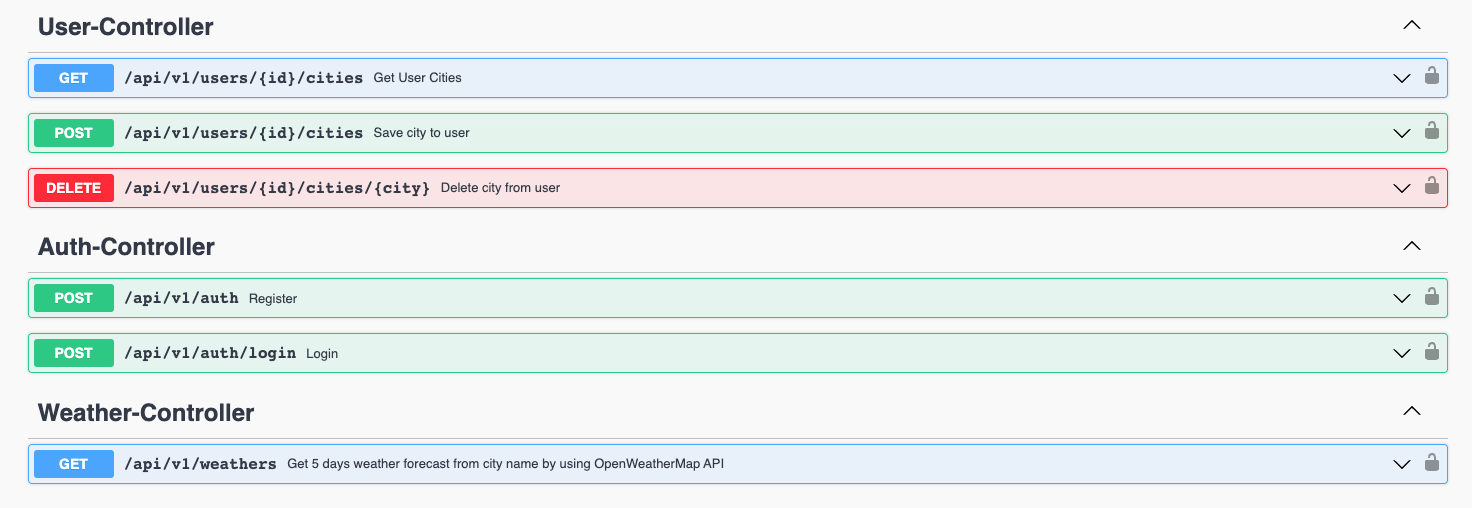 User-Controller
GET /api/v1/users/{id}/cities Get User Cities
POST /api/v1/users/{id}/cities Save city to user
DELETE /api/v1/users/{id}/cities/{city} Delete city from user
Auth-Controller
POST /api/v1/auth Register
POST /api/v1/auth/login Login
Weather-Controller
GET /api/v1/weathers Get 5 days weather forecast from city name by using OpenWeatherMap API